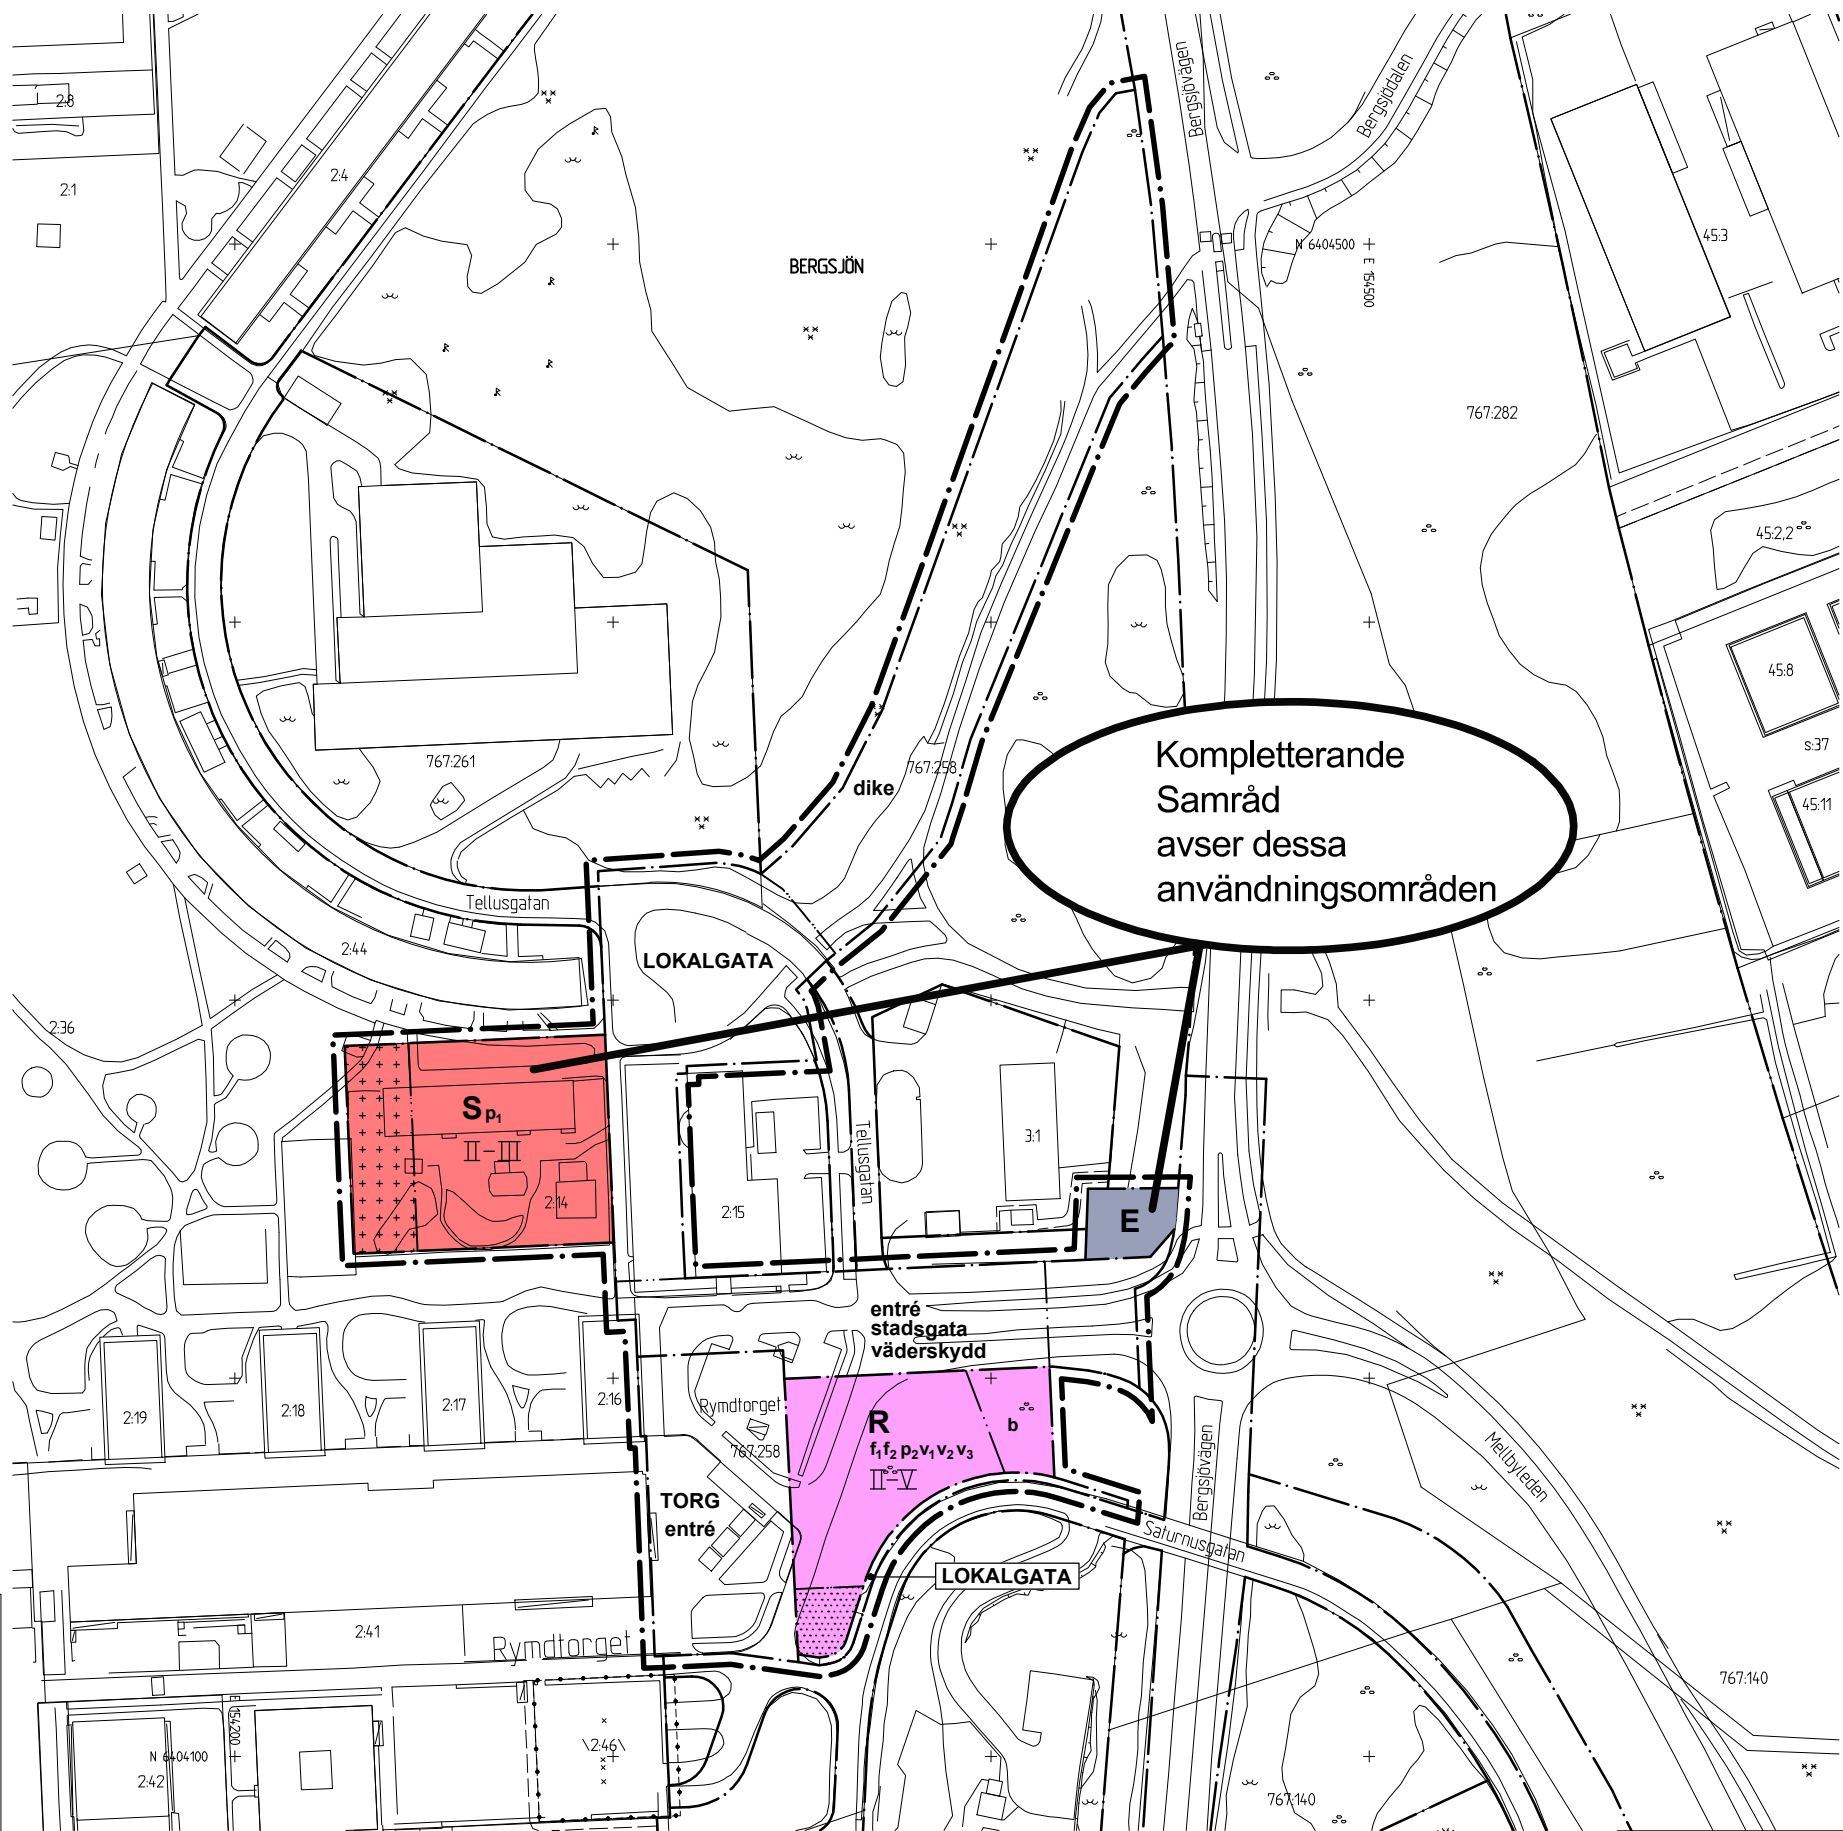 2:8
2:1
2:4
Bergsjövägen
Bergsjödalen
BERGSJÖN
N 6404500
E 154500
45:3
767:282
45:2,2
45:8
s:37
45:11
767:261
767:258
dike
Kompletterande
Samråd
avser dessa
användningsområden
Tellusgatan
2:44
LOKALGATA
2:36
S p₁
II-III
2:14
2:15
Tellusgatan
3:1
E
entré
stadsgata
väderskydd
2:19
2:18
2:17
2:16
Rymdtorget
767:258
R
f₁ f₂ p₂ v₁ v₂ v₃
II-V
b
Bergsjövägen
Mellbyleden
TORG
entré
Saturnusgatan
LOKALGATA
2:41
Rymdtorget
767:140
E 154200
N 6404100
2:42
\2:46\
767:140